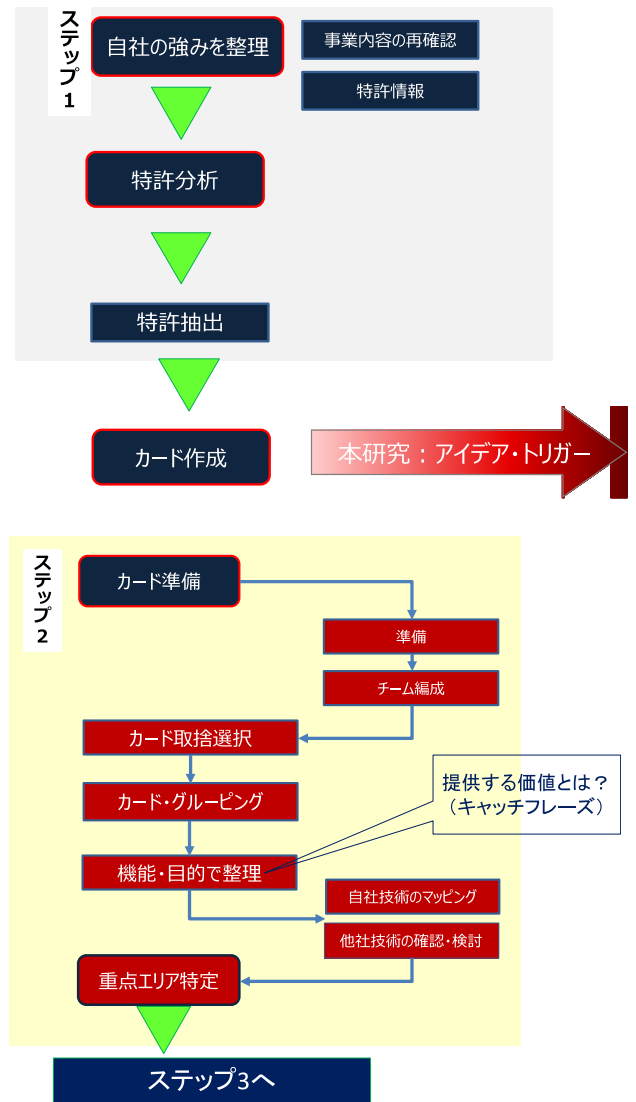 ステップ1
自社の強みを整理
事業内容の再確認
特許情報
特許分析
特許抽出
カード作成
本研究：アイデア・トリガー
ステップ2
カード準備
準備
チーム編成
カード取捨選択
カード・グルーピング
提供する価値とは？
（キャッチフレーズ）
機能・目的で整理
自社技術のマッピング
他社技術の確認・検討
重点エリア特定
ステップ3へ